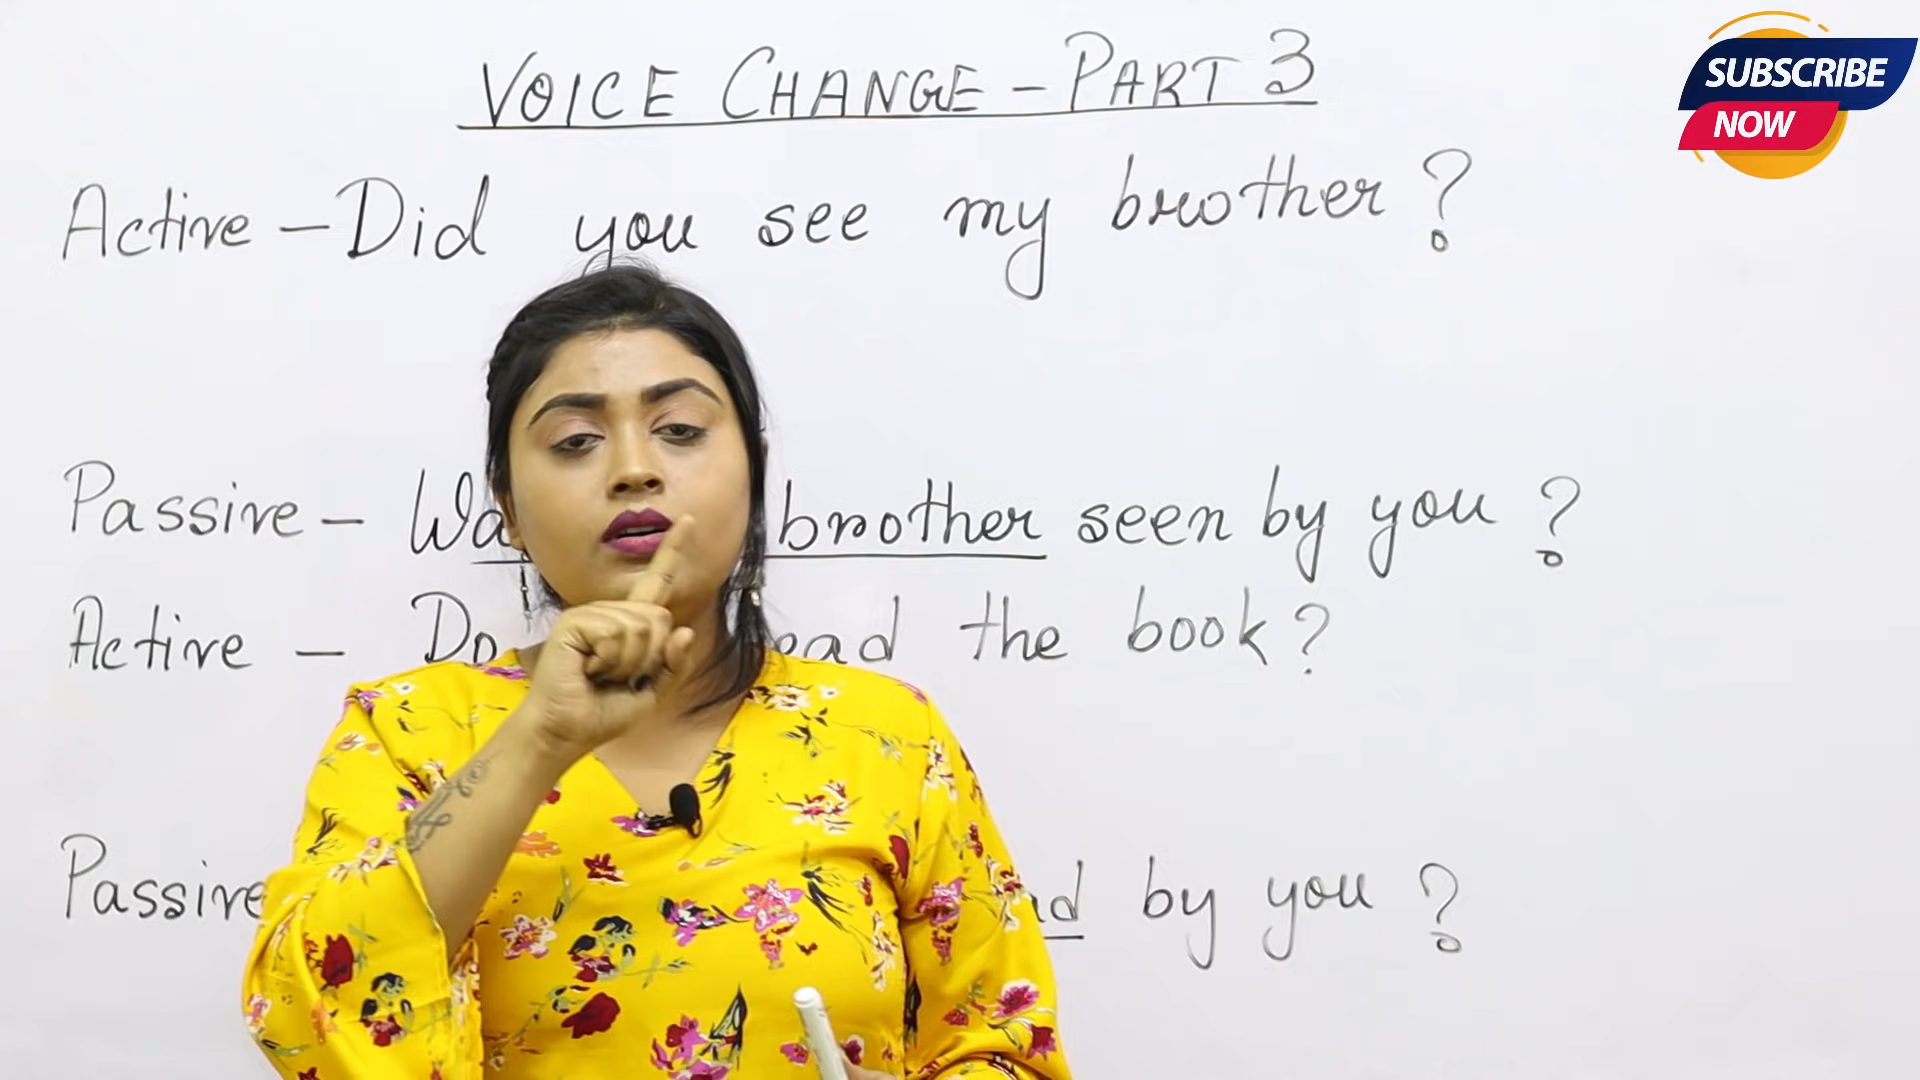 VOICE CHANGE - PART 3
SUBSCRIBE
NOW
Active - Did you see my brother?
Passive - brother seen by you?
Active - Do the book?
Passive by you?